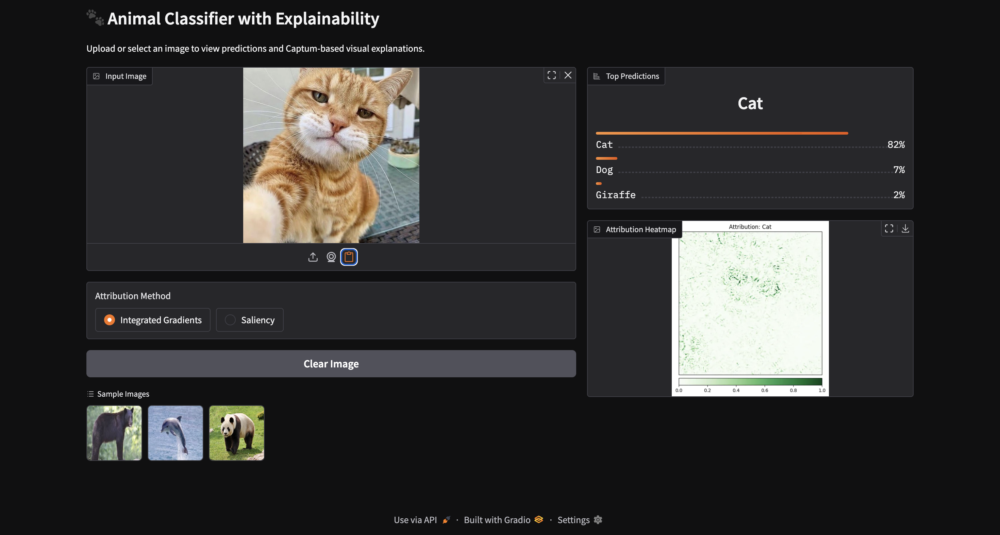 🐾 Animal Classifier with Explainability
Upload or select an image to view predictions and Captum-based visual explanations.
Input Image
Attribution Method
Integrated Gradients
Saliency
Clear Image
Sample Images
Top Predictions
Cat
Cat 82%
Dog 7%
Giraffe 2%
Attribution Heatmap
Attribution: Cat
0.0 0.2 0.4 0.6 0.8 1.0
Use via API · Built with Gradio · Settings